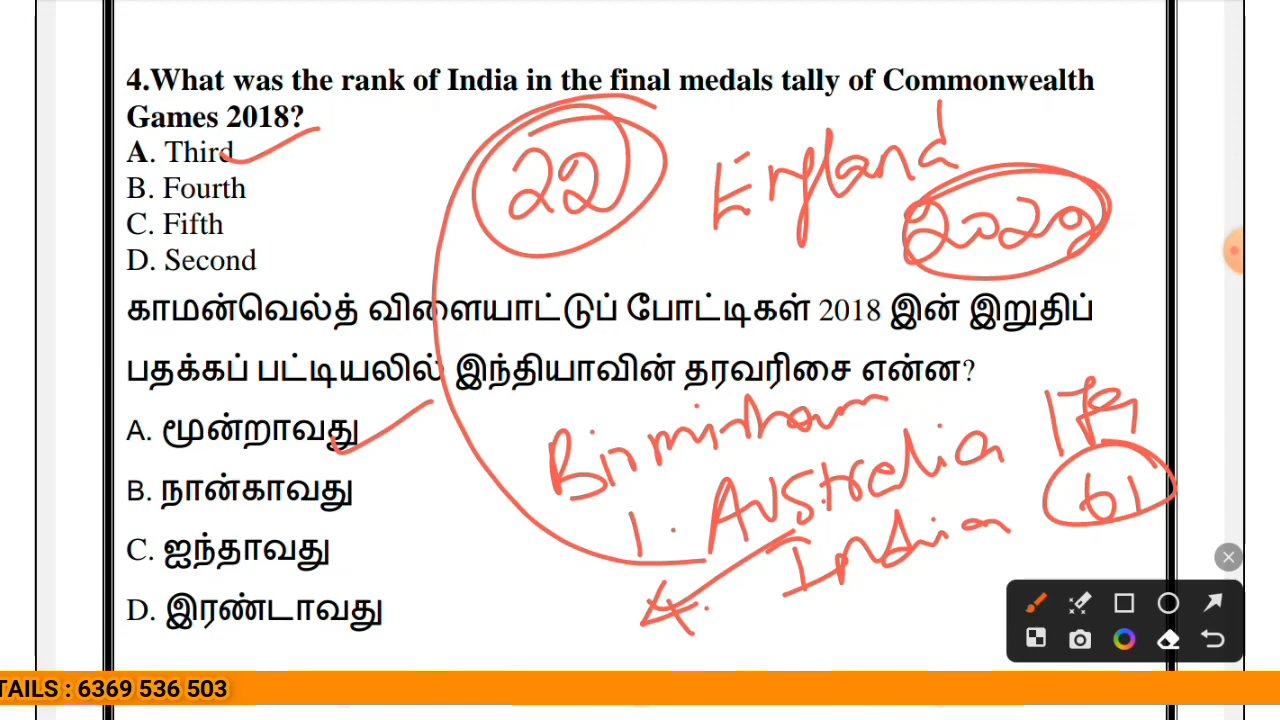 4.What was the rank of India in the final medals tally of Commonwealth
Games 2018?
A. Third
B. Fourth
C. Fifth
D. Second
காமன்வெல்த் விளையாட்டுப் போட்டிகள் 2018 இன் இறுதிப்
பதக்கப் பட்டியலில் இந்தியாவின் தரவரிசை என்ன?
A. மூன்றாவது
B. நான்காவது
C. ஐந்தாவது
D. இரண்டாவது
22
England
Birmingham
1. Australia 178
4. India 61
TAILS : 6369 536 503